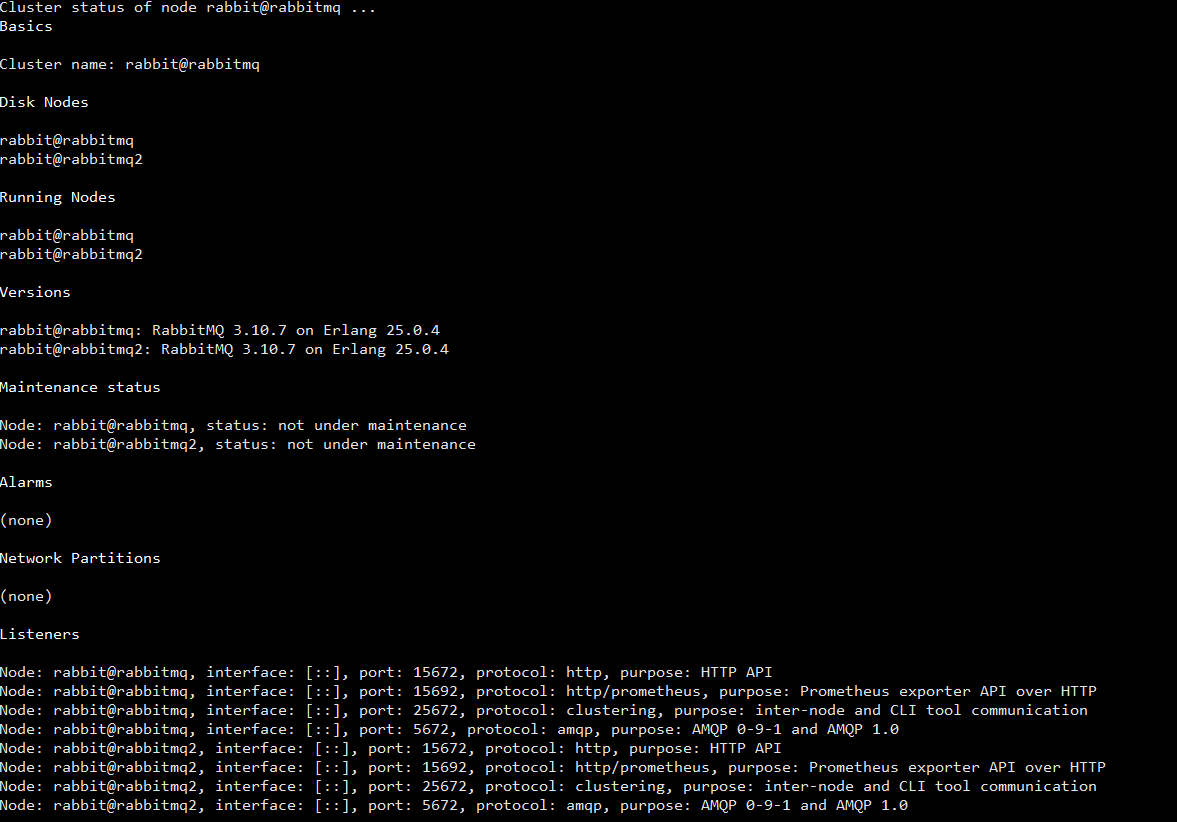 Cluster status of node rabbit@rabbitmq ...
Basics
Cluster name: rabbit@rabbitmq
Disk Nodes
rabbit@rabbitmq
rabbit@rabbitmq2
Running Nodes
rabbit@rabbitmq
rabbit@rabbitmq2
Versions
rabbit@rabbitmq: RabbitMQ 3.10.7 on Erlang 25.0.4
rabbit@rabbitmq2: RabbitMQ 3.10.7 on Erlang 25.0.4
Maintenance status
Node: rabbit@rabbitmq, status: not under maintenance
Node: rabbit@rabbitmq2, status: not under maintenance
Alarms
(none)
Network Partitions
(none)
Listeners
Node: rabbit@rabbitmq, interface: [::], port: 15672, protocol: http, purpose: HTTP API
Node: rabbit@rabbitmq, interface: [::], port: 15692, protocol: http/prometheus, purpose: Prometheus exporter API over HTTP
Node: rabbit@rabbitmq, interface: [::], port: 25672, protocol: clustering, purpose: inter-node and CLI tool communication
Node: rabbit@rabbitmq, interface: [::], port: 5672, protocol: amqp, purpose: AMQP 0-9-1 and AMQP 1.0
Node: rabbit@rabbitmq2, interface: [::], port: 15672, protocol: http, purpose: HTTP API
Node: rabbit@rabbitmq2, interface: [::], port: 15692, protocol: http/prometheus, purpose: Prometheus exporter API over HTTP
Node: rabbit@rabbitmq2, interface: [::], port: 25672, protocol: clustering, purpose: inter-node and CLI tool communication
Node: rabbit@rabbitmq2, interface: [::], port: 5672, protocol: amqp, purpose: AMQP 0-9-1 and AMQP 1.0